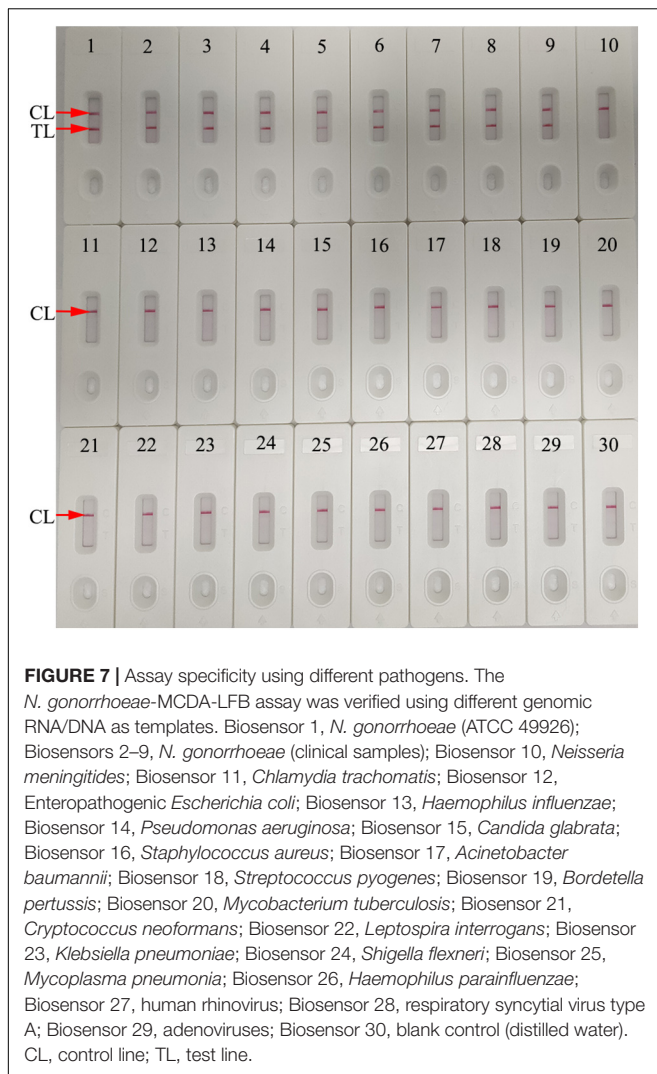 1 2 3 4 5 6 7 8 9 10
CL
TL
11 12 13 14 15 16 17 18 19 20
CL
21 22 23 24 25 26 27 28 29 30
CL
FIGURE 7 | Assay specificity using different pathogens. The
N. gonorrhoeae-MCDA-LFB assay was verified using different genomic
RNA/DNA as templates. Biosensor 1, N. gonorrhoeae (ATCC 49926);
Biosensors 2–9, N. gonorrhoeae (clinical samples); Biosensor 10, Neisseria
meningitides; Biosensor 11, Chlamydia trachomatis; Biosensor 12,
Enteropathogenic Escherichia coli; Biosensor 13, Haemophilus influenzae;
Biosensor 14, Pseudomonas aeruginosa; Biosensor 15, Candida glabrata;
Biosensor 16, Staphylococcus aureus; Biosensor 17, Acinetobacter
baumannii; Biosensor 18, Streptococcus pyogenes; Biosensor 19, Bordetella
pertussis; Biosensor 20, Mycobacterium tuberculosis; Biosensor 21,
Cryptococcus neoformans; Biosensor 22, Leptospira interrogans; Biosensor
23, Klebsiella pneumoniae; Biosensor 24, Shigella flexneri; Biosensor 25,
Mycoplasma pneumonia; Biosensor 26, Haemophilus parainfluenzae;
Biosensor 27, human rhinovirus; Biosensor 28, respiratory syncytial virus type
A; Biosensor 29, adenoviruses; Biosensor 30, blank control (distilled water).
CL, control line; TL, test line.